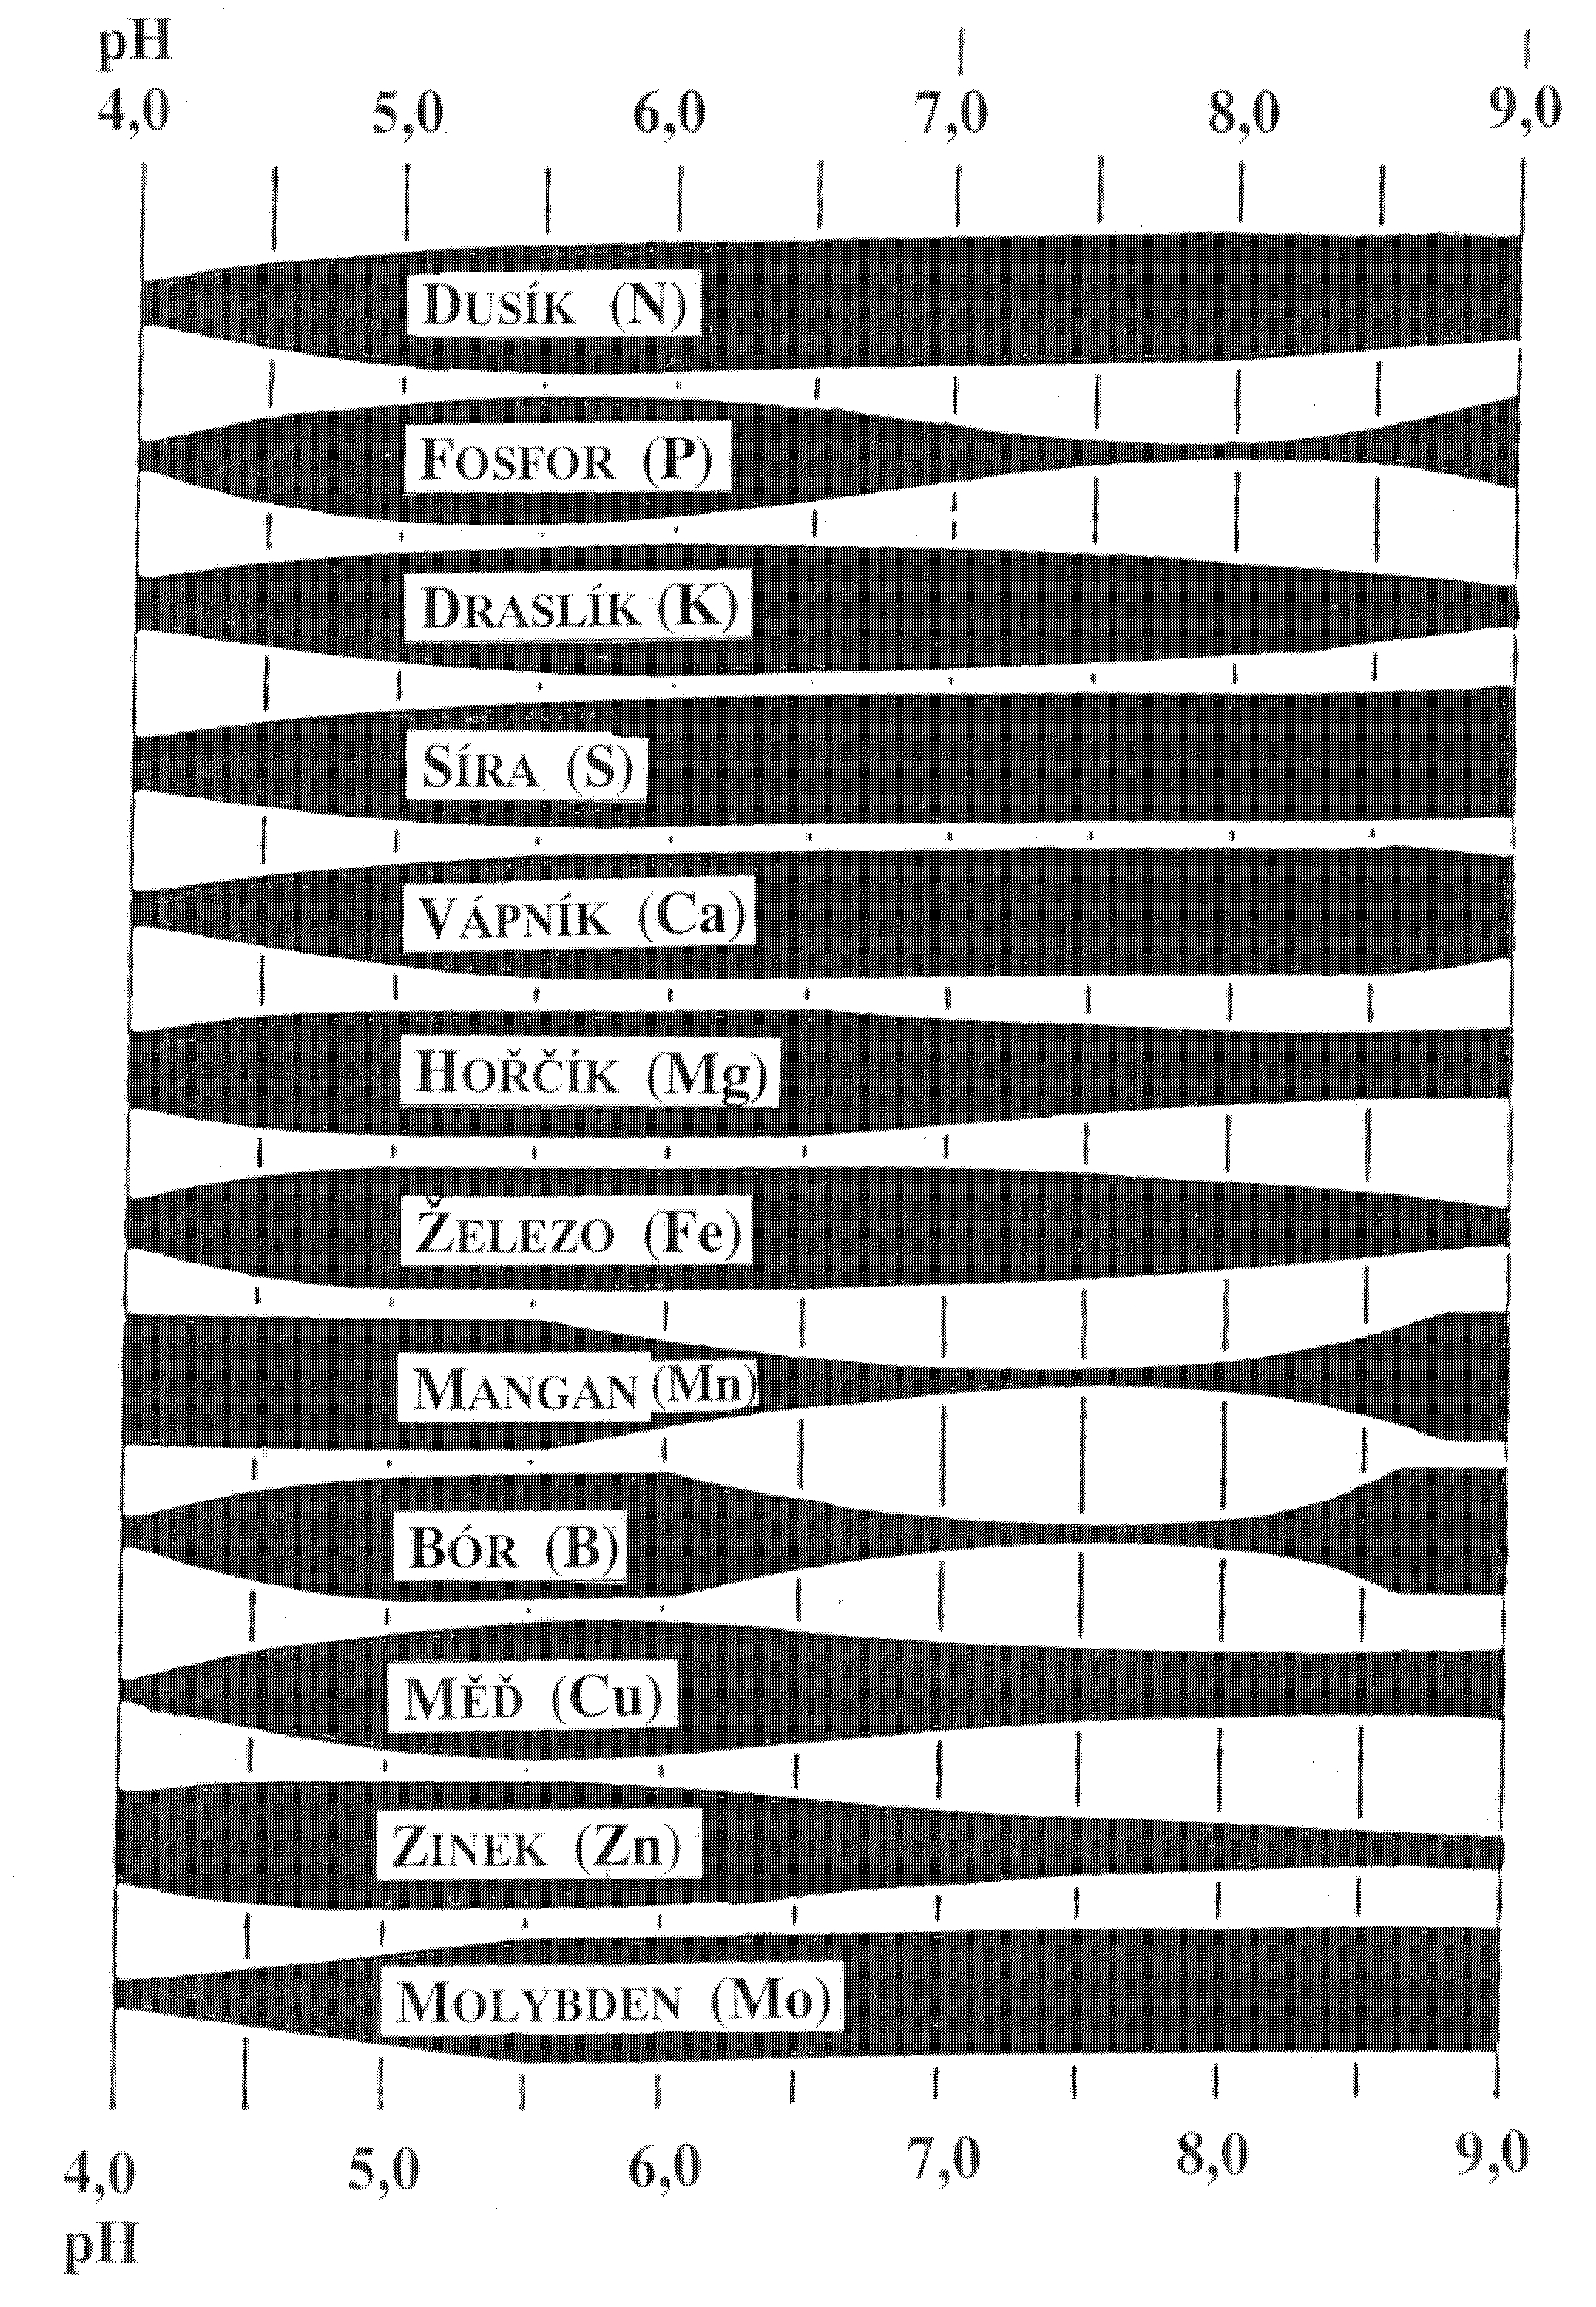 pH
4,0 5,0 6,0 7,0 8,0 9,0
DUSÍK (N)
FOSFOR (P)
DRASLÍK (K)
SÍRA (S)
VÁPNÍK (Ca)
HOŘČÍK (Mg)
ŽELEZO (Fe)
MANGAN (Mn)
BÓR (B)
MĚĎ (Cu)
ZINEK (Zn)
MOLYBDEN (Mo)
4,0 5,0 6,0 7,0 8,0 9,0
pH